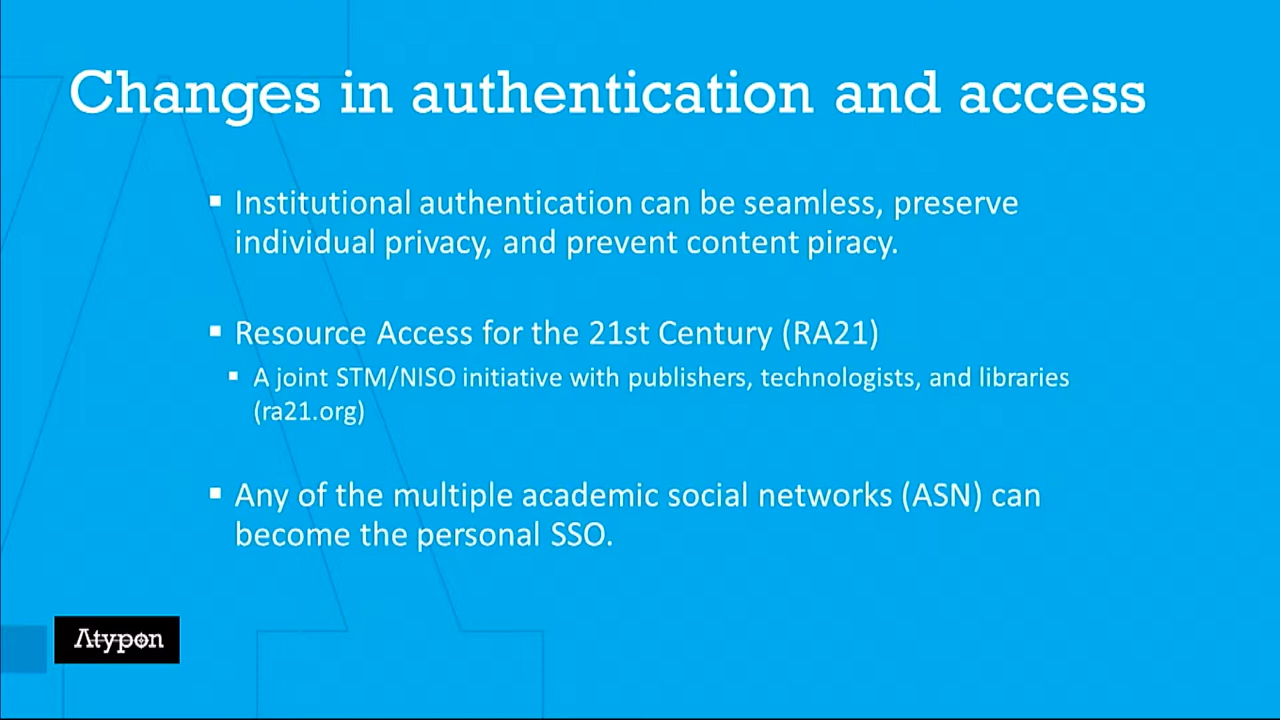 Changes in authentication and access
▪ Institutional authentication can be seamless, preserve
individual privacy, and prevent content piracy.
▪ Resource Access for the 21st Century (RA21)
▪ A joint STM/NISO initiative with publishers, technologists, and libraries
(ra21.org)
▪ Any of the multiple academic social networks (ASN) can
become the personal SSO.
Atypon